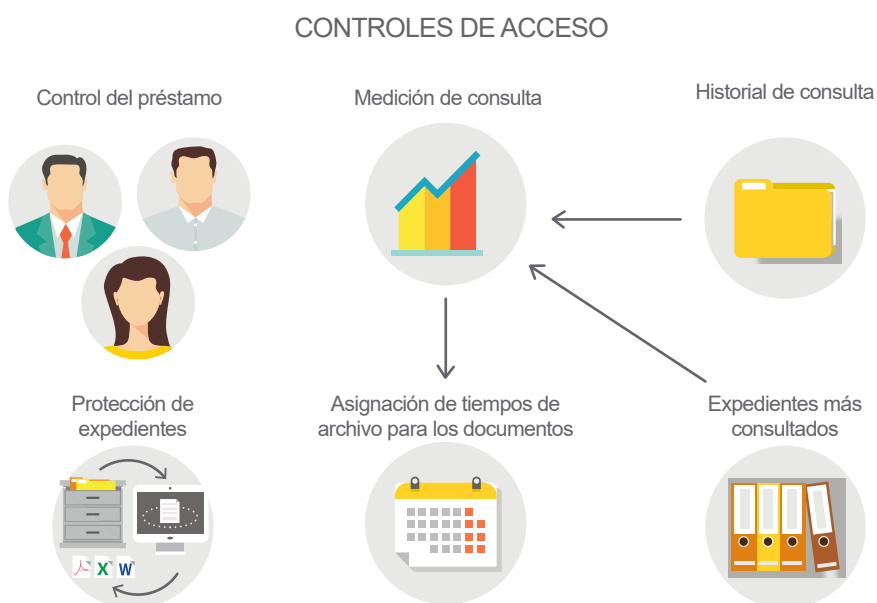 CONTROLES DE ACCESO
Control del préstamo
Medición de consulta
Historial de consulta
Protección de
expedientes
Asignación de tiempos de
archivo para los documentos
Expedientes más
consultados
X
W